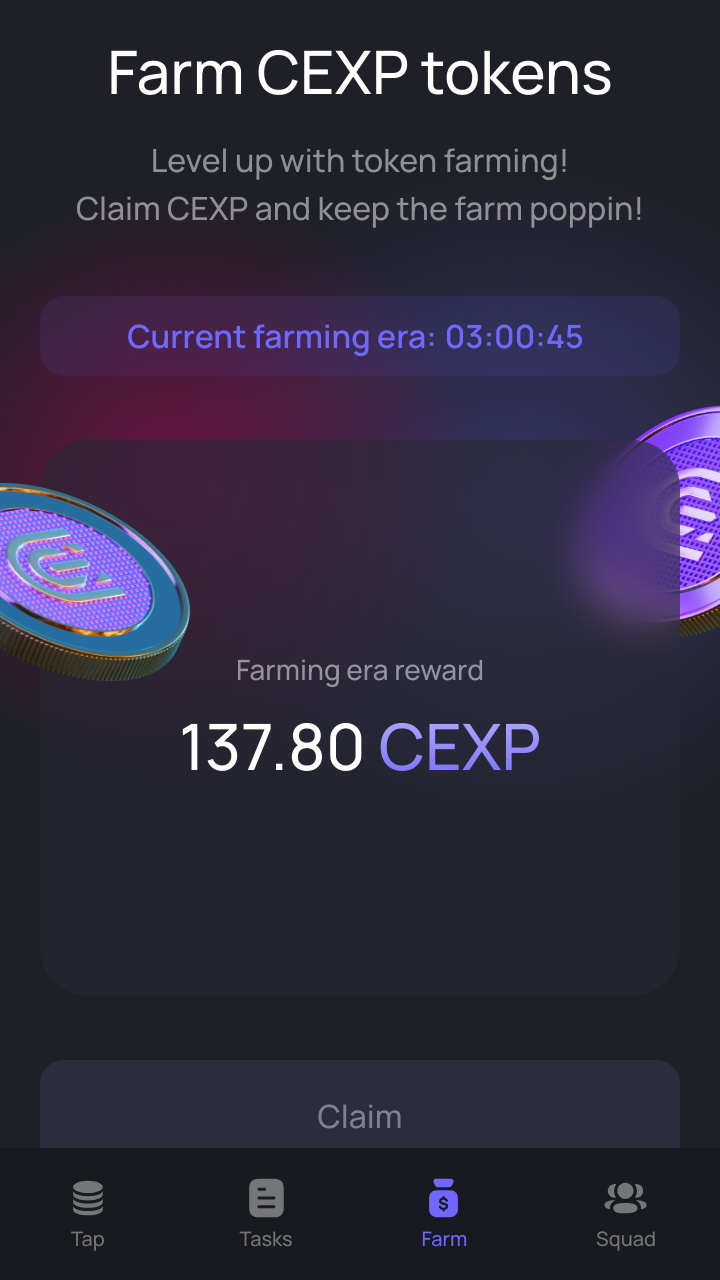 Farm CEXP tokens
Level up with token farming!
Claim CEXP and keep the farm poppin!
Current farming era: 03:00:45
Farming era reward
137.80 CEXP
Claim
$
Tap Tasks Farm Squad